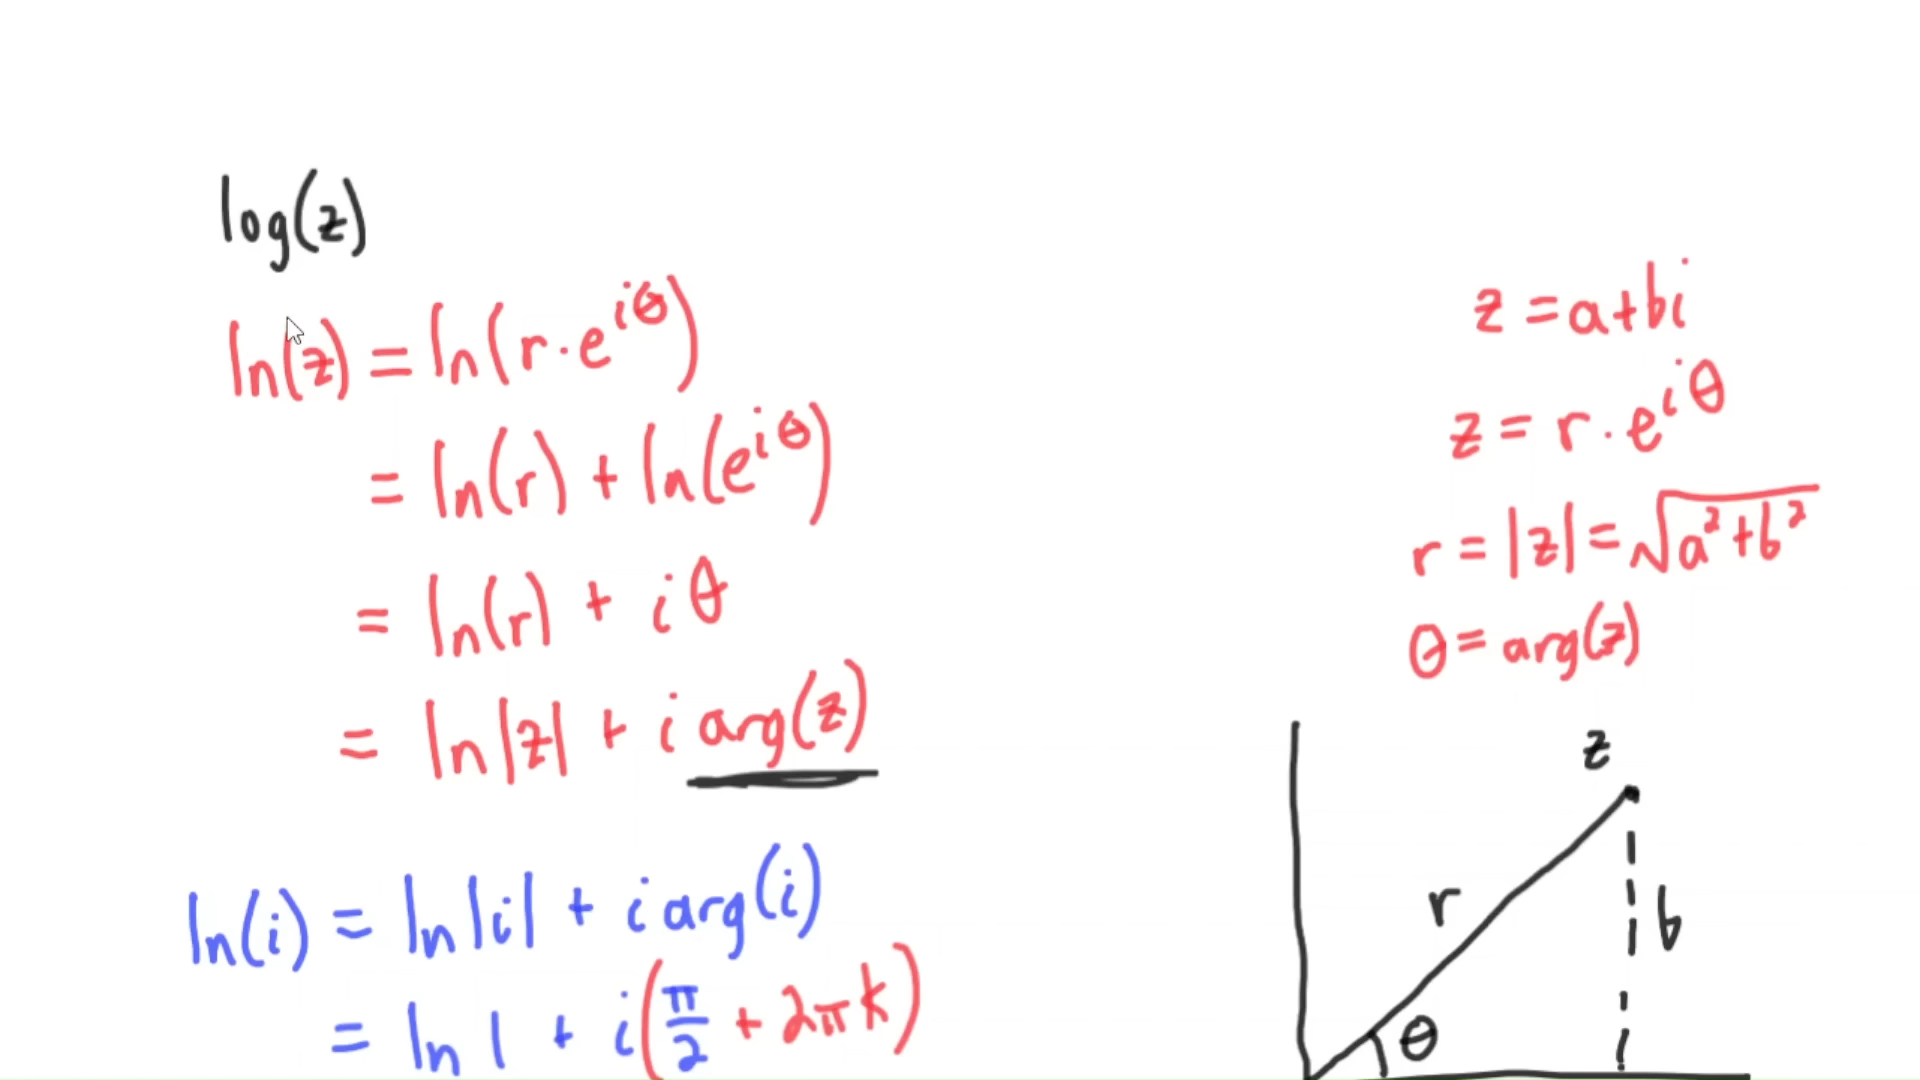 log(z)
ln(z) = ln(r·e^{iθ})
= ln(r) + ln(e^{iθ})
= ln(r) + iθ
= ln|z| + i arg(z)
ln(i) = ln|i| + i arg(i)
= ln 1 + i(π/2 + 2πk)
z = a+bi
z = r·e^{iθ}
r = |z| = √(a²+b²)
θ = arg(z)
z
r
b
θ